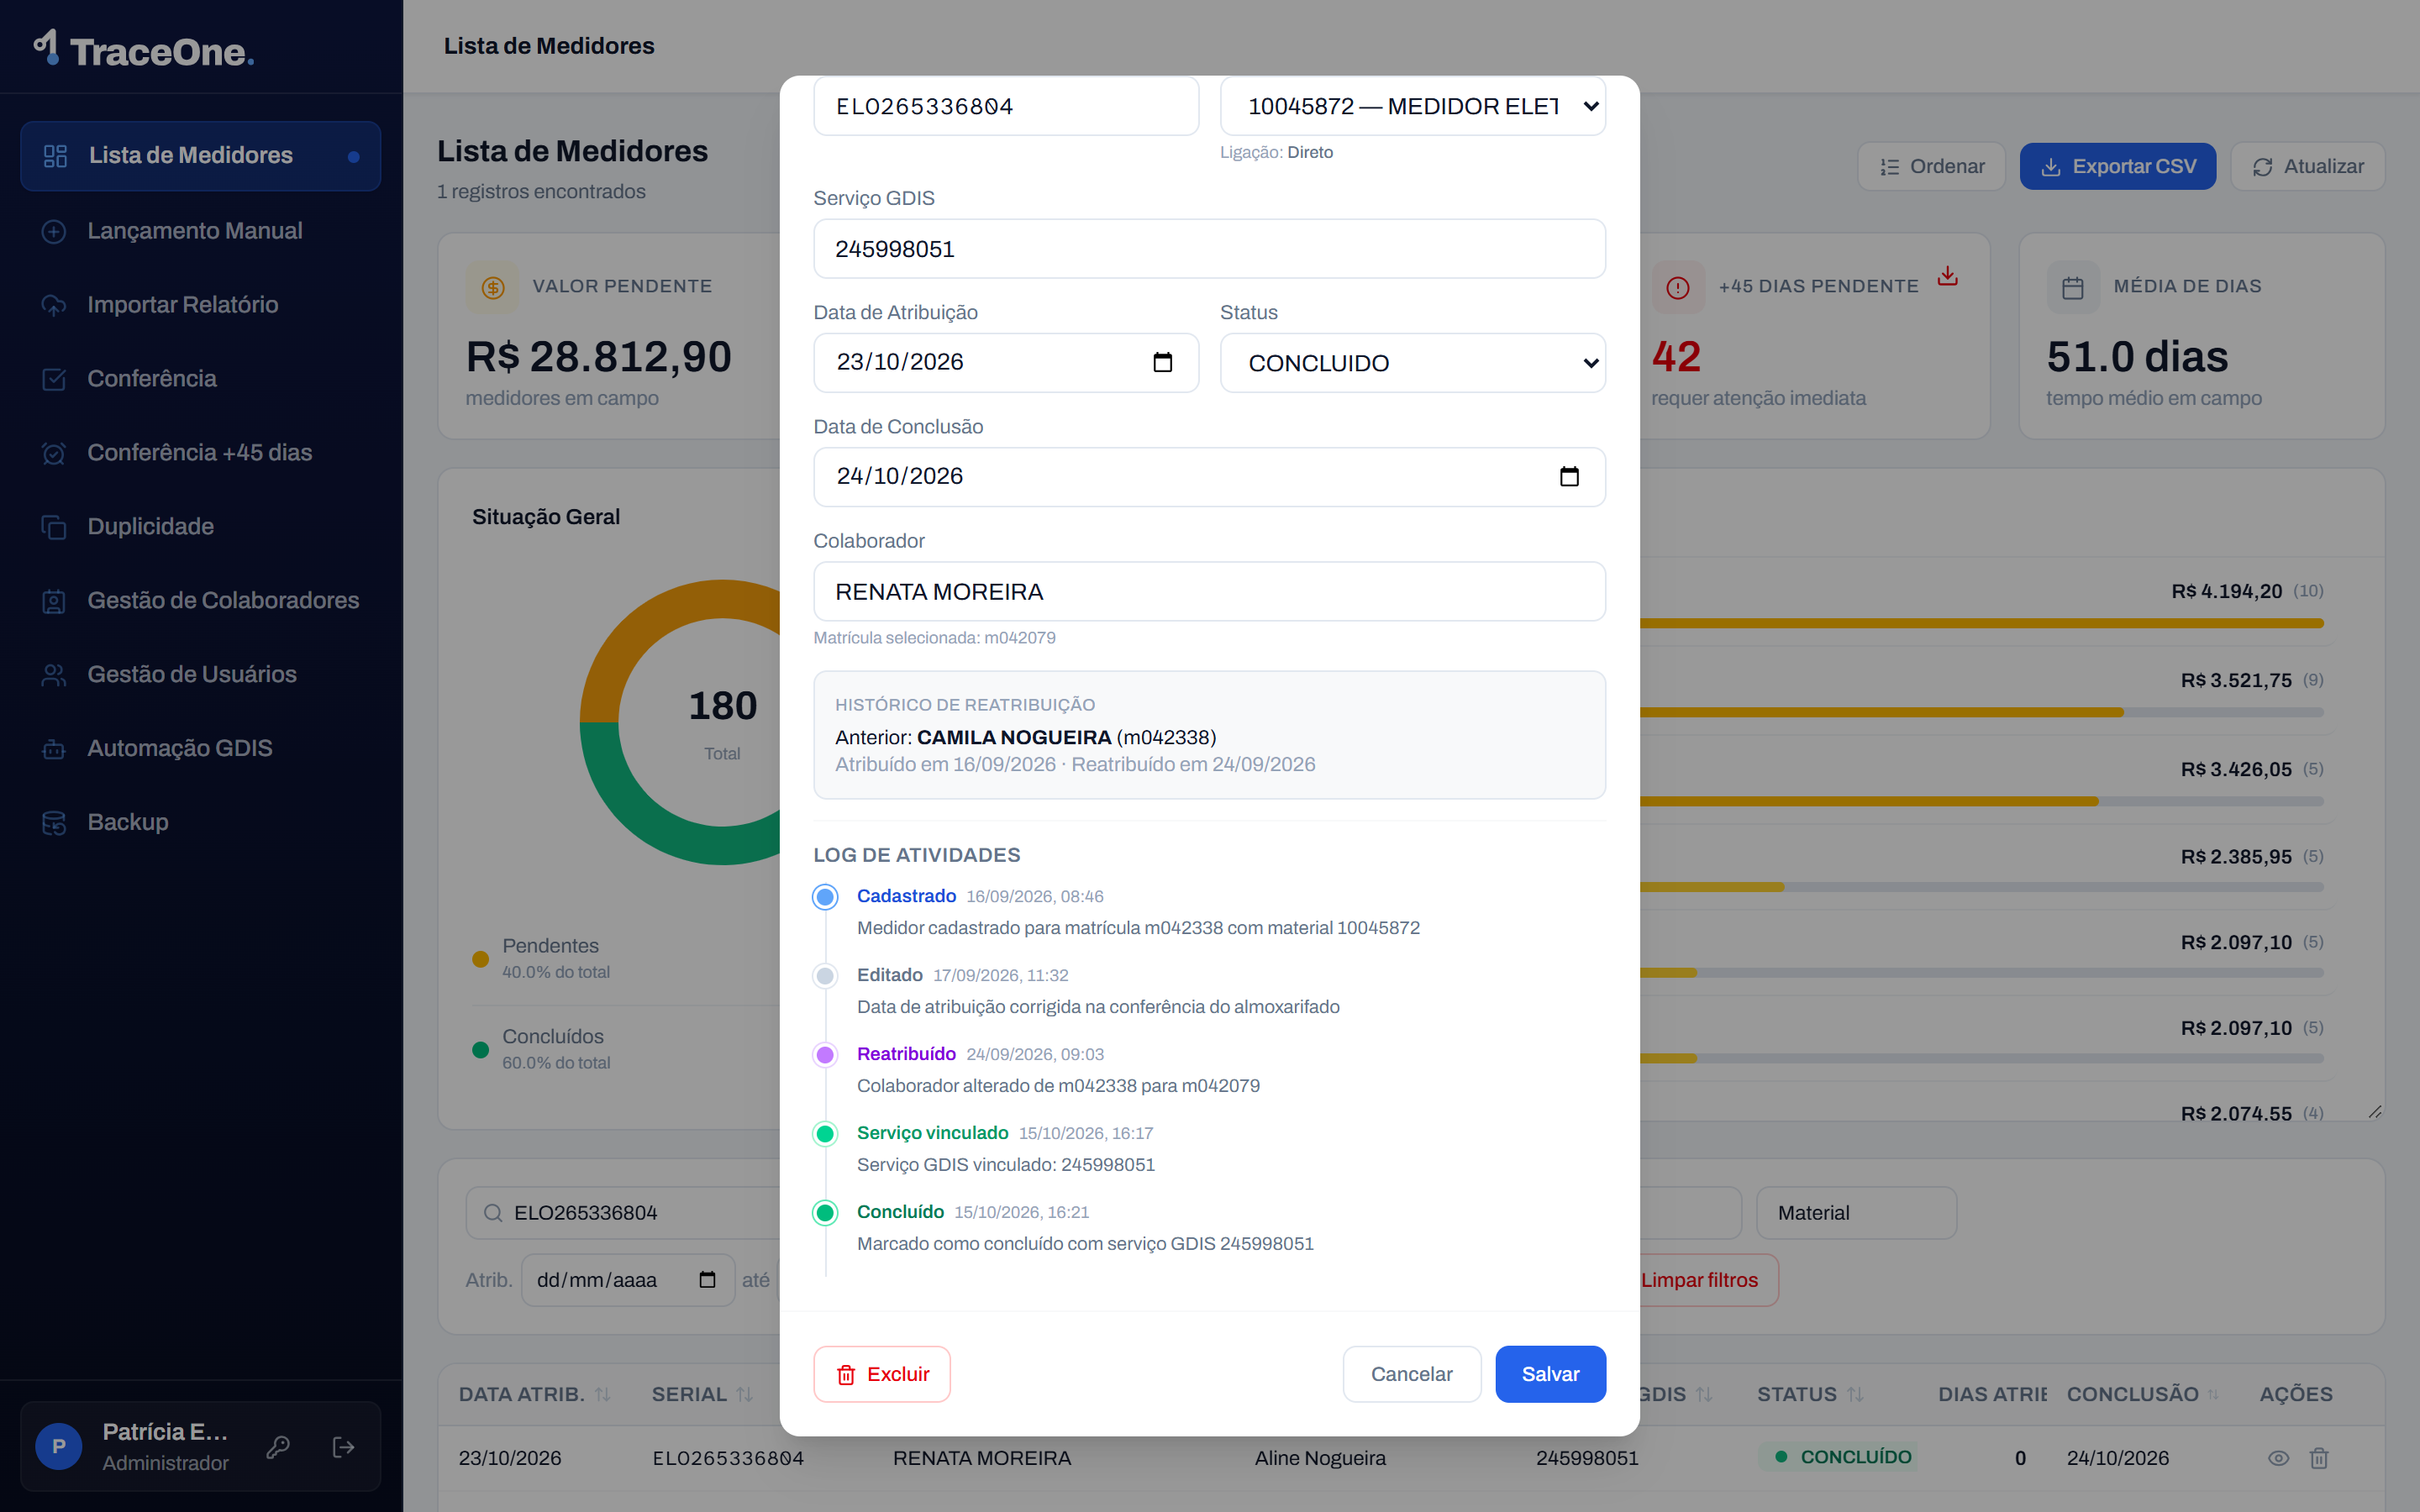 TraceOne.
Lista de Medidores
Lançamento Manual
Importar Relatório
Conferência
Conferência +45 dias
Duplicidade
Gestão de Colaboradores
Gestão de Usuários
Automação GDIS
Backup
P
Patrícia E...
Administrador
Lista de Medidores
Lista de Medidores
1 registros encontrados
Ordenar
Exportar CSV
Atualizar
VALOR PENDENTE
R$ 28.812,90
medidores em campo
+45 DIAS PENDENTE
42
requer atenção imediata
MÉDIA DE DIAS
51.0 dias
tempo médio em campo
Situação Geral
180
Total
Pendentes
40.0% do total
Concluídos
60.0% do total
R$ 4.194,20 (10)
R$ 3.521,75 (9)
R$ 3.426,05 (5)
R$ 2.385,95 (5)
R$ 2.097,10 (5)
R$ 2.097,10 (5)
R$ 2.074,55 (4)
ELO265336804
Material
Atrib.
dd/mm/aaaa
até
Limpar filtros
DATA ATRIB. SERIAL GDIS STATUS DIAS ATRIB CONCLUSÃO AÇÕES
23/10/2026 ELO265336804 RENATA MOREIRA Aline Nogueira 245998051 CONCLUÍDO 0 24/10/2026
ELO265336804
10045872 — MEDIDOR ELET
Ligação: Direto
Serviço GDIS
245998051
Data de Atribuição
23/10/2026
Status
CONCLUIDO
Data de Conclusão
24/10/2026
Colaborador
RENATA MOREIRA
Matrícula selecionada: m042079
HISTÓRICO DE REATRIBUIÇÃO
Anterior: CAMILA NOGUEIRA (m042338)
Atribuído em 16/09/2026 · Reatribuído em 24/09/2026
LOG DE ATIVIDADES
Cadastrado 16/09/2026, 08:46
Medidor cadastrado para matrícula m042338 com material 10045872
Editado 17/09/2026, 11:32
Data de atribuição corrigida na conferência do almoxarifado
Reatribuído 24/09/2026, 09:03
Colaborador alterado de m042338 para m042079
Serviço vinculado 15/10/2026, 16:17
Serviço GDIS vinculado: 245998051
Concluído 15/10/2026, 16:21
Marcado como concluído com serviço GDIS 245998051
Excluir
Cancelar
Salvar